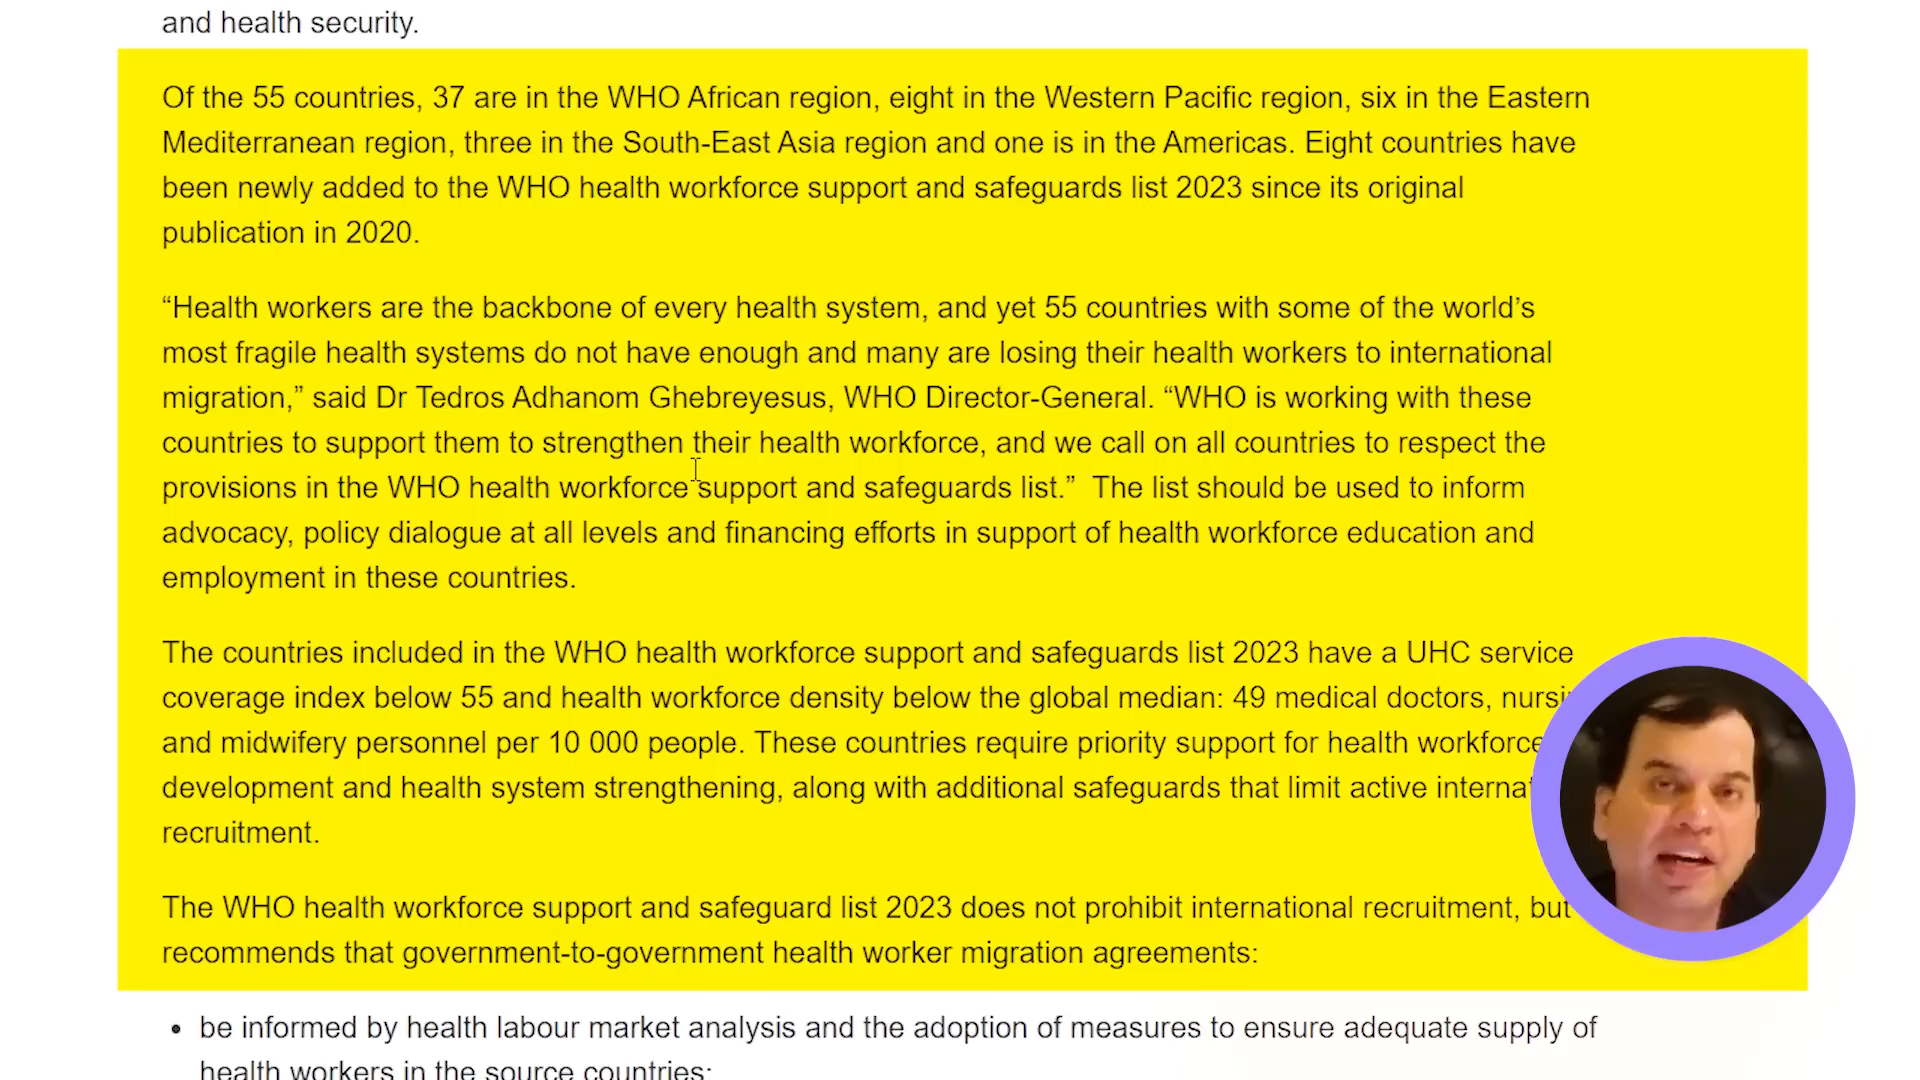 and health security.
Of the 55 countries, 37 are in the WHO African region, eight in the Western Pacific region, six in the Eastern
Mediterranean region, three in the South-East Asia region and one is in the Americas. Eight countries have
been newly added to the WHO health workforce support and safeguards list 2023 since its original
publication in 2020.
“Health workers are the backbone of every health system, and yet 55 countries with some of the world’s
most fragile health systems do not have enough and many are losing their health workers to international
migration,” said Dr Tedros Adhanom Ghebreyesus, WHO Director-General. “WHO is working with these
countries to support them to strengthen their health workforce, and we call on all countries to respect the
provisions in the WHO health workforce support and safeguards list.”  The list should be used to inform
advocacy, policy dialogue at all levels and financing efforts in support of health workforce education and
employment in these countries.
The countries included in the WHO health workforce support and safeguards list 2023 have a UHC service
coverage index below 55 and health workforce density below the global median: 49 medical doctors,
and midwifery personnel per 10 000 people. These countries require priority support for health workforce
development and health system strengthening, along with additional safeguards that limit active
recruitment.
The WHO health workforce support and safeguard list 2023 does not prohibit international recruitment, but
recommends that government-to-government health worker migration agreements:
• be informed by health labour market analysis and the adoption of measures to ensure adequate supply of
health workers in the source countries;